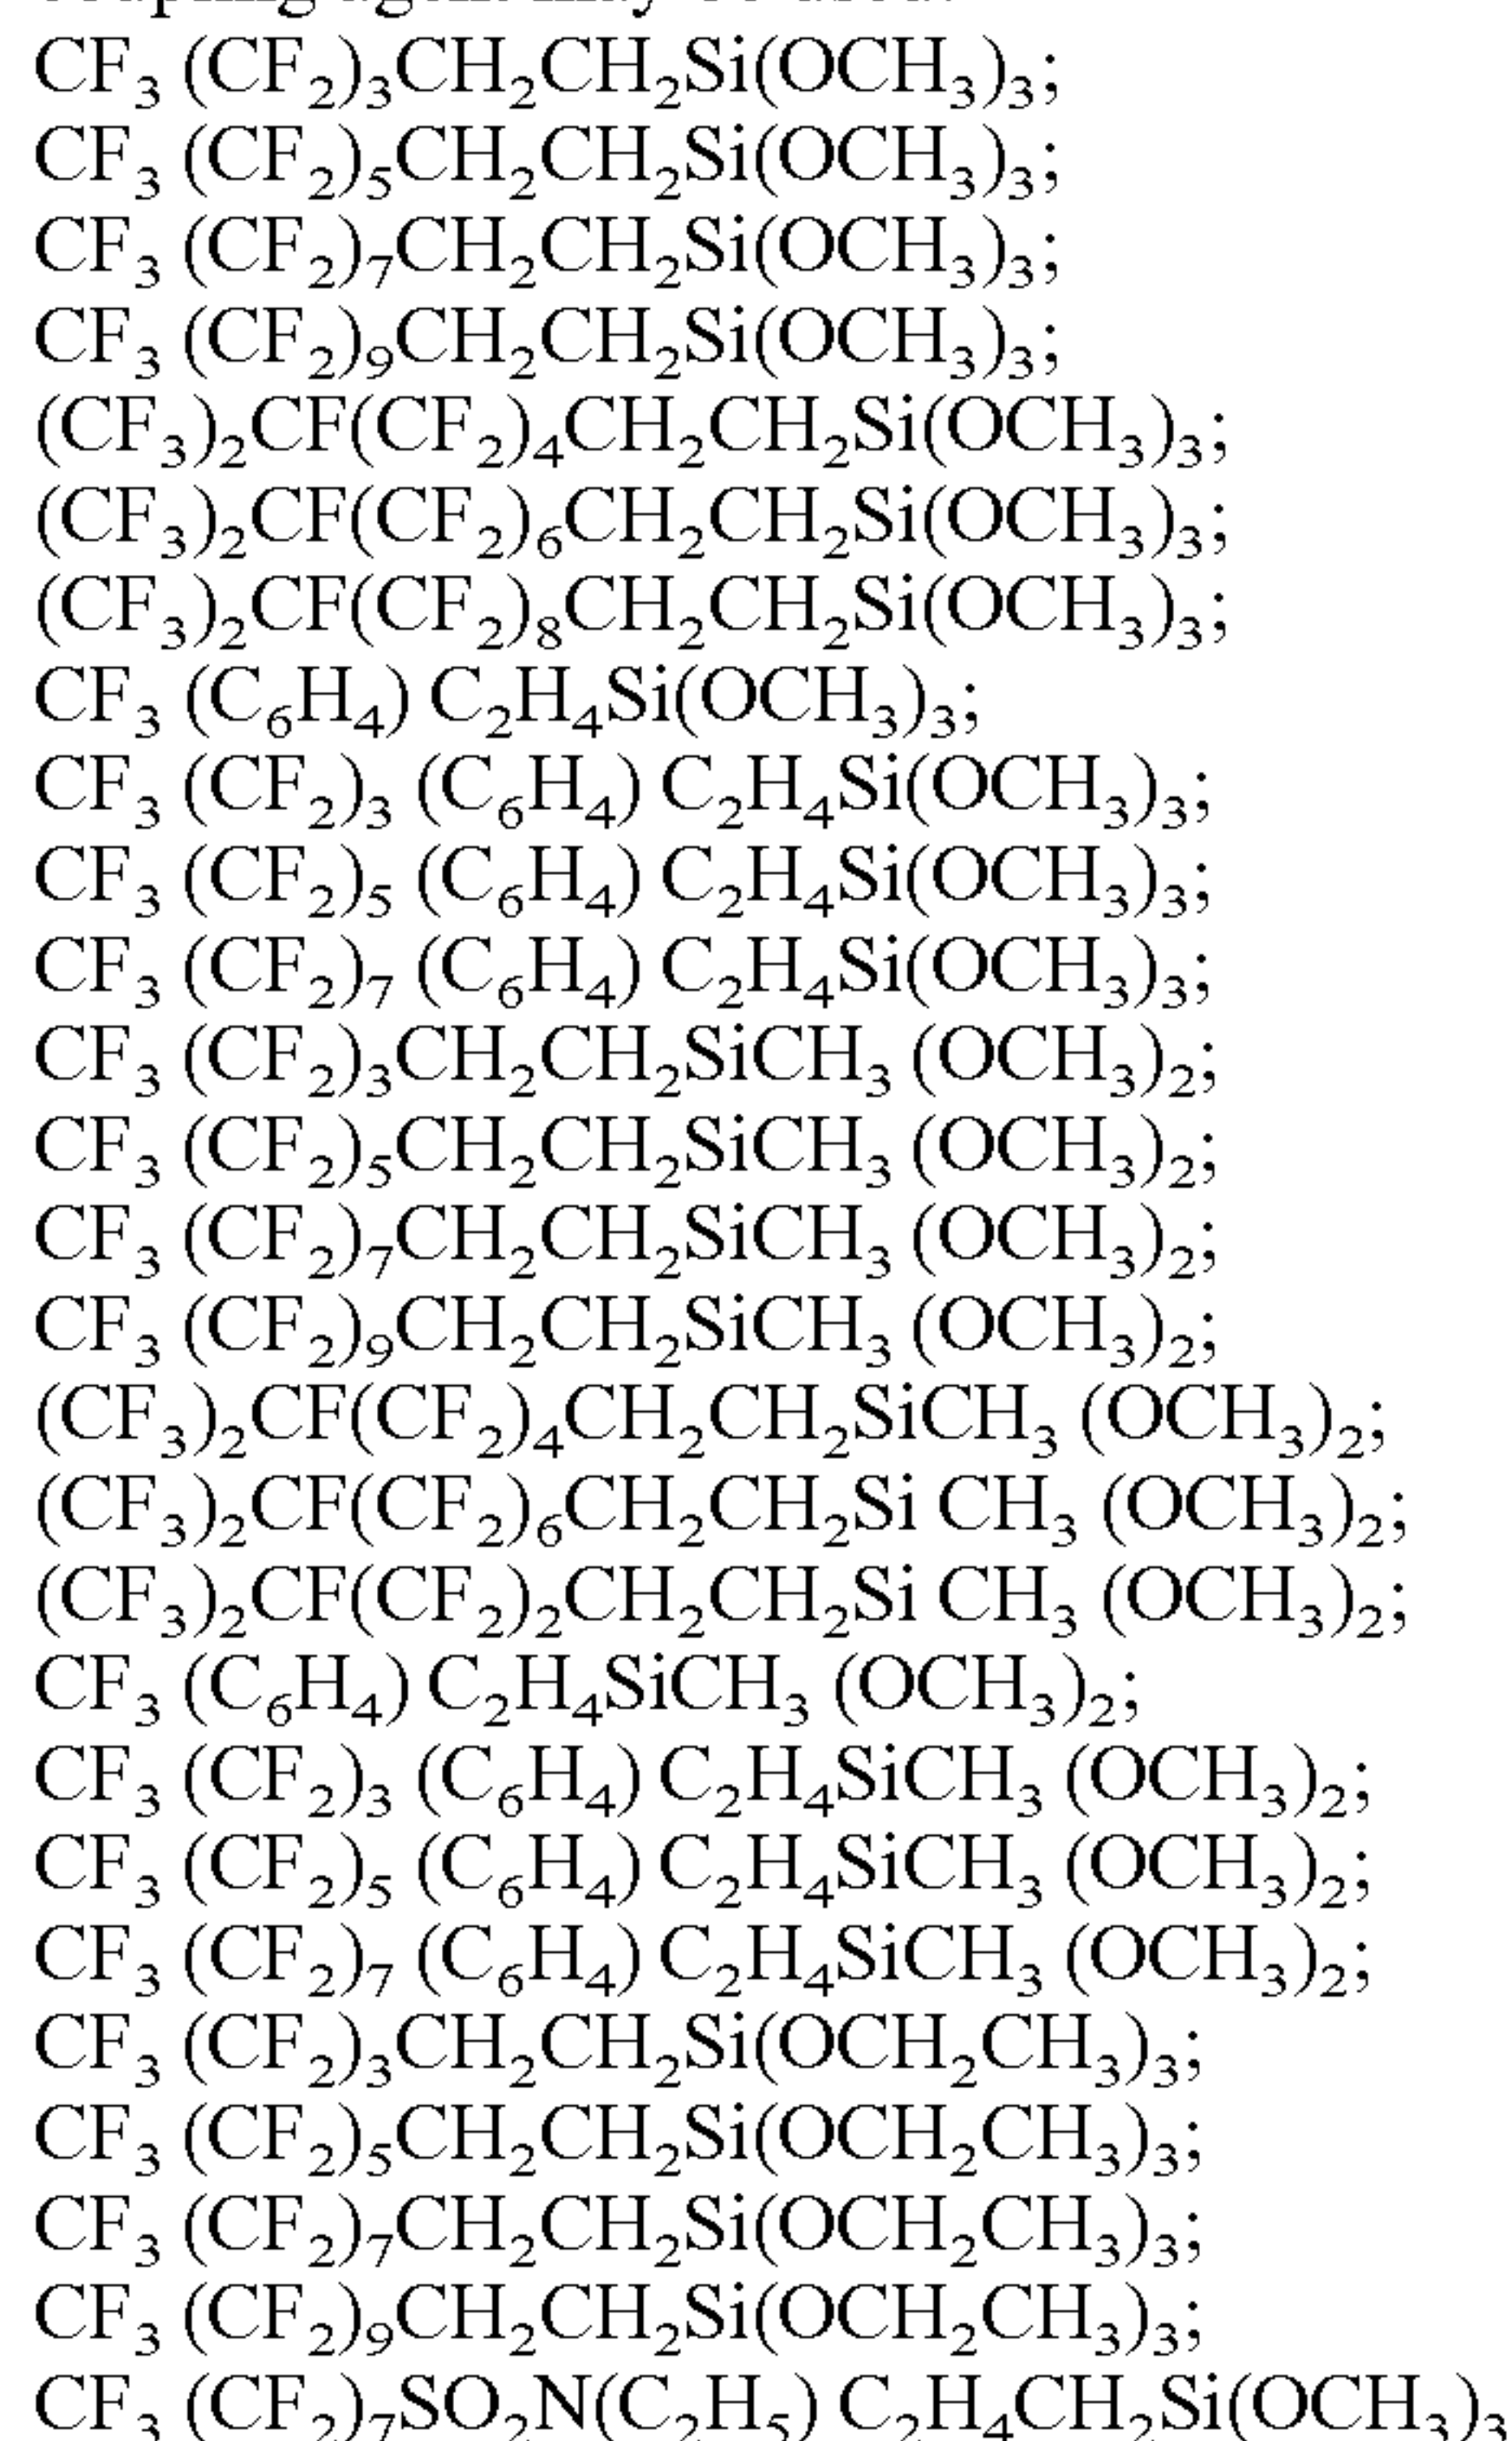 coupling agent may be used:
CF₃ (CF₂)₃CH₂CH₂Si(OCH₃)₃;
CF₃ (CF₂)₅CH₂CH₂Si(OCH₃)₃;
CF₃ (CF₂)₇CH₂CH₂Si(OCH₃)₃;
CF₃ (CF₂)₉CH₂CH₂Si(OCH₃)₃;
(CF₃)₂CF(CF₂)₄CH₂CH₂Si(OCH₃)₃;
(CF₃)₂CF(CF₂)₆CH₂CH₂Si(OCH₃)₃;
(CF₃)₂CF(CF₂)₈CH₂CH₂Si(OCH₃)₃;
CF₃ (C₆H₄) C₂H₄Si(OCH₃)₃;
CF₃ (CF₂)₃ (C₆H₄) C₂H₄Si(OCH₃)₃;
CF₃ (CF₂)₅ (C₆H₄) C₂H₄Si(OCH₃)₃;
CF₃ (CF₂)₇ (C₆H₄) C₂H₄Si(OCH₃)₃;
CF₃ (CF₂)₃CH₂CH₂SiCH₃ (OCH₃)₂;
CF₃ (CF₂)₅CH₂CH₂SiCH₃ (OCH₃)₂;
CF₃ (CF₂)₇CH₂CH₂SiCH₃ (OCH₃)₂;
CF₃ (CF₂)₉CH₂CH₂SiCH₃ (OCH₃)₂;
(CF₃)₂CF(CF₂)₄CH₂CH₂SiCH₃ (OCH₃)₂;
(CF₃)₂CF(CF₂)₆CH₂CH₂Si CH₃ (OCH₃)₂;
(CF₃)₂CF(CF₂)₂CH₂CH₂Si CH₃ (OCH₃)₂;
CF₃ (C₆H₄) C₂H₄SiCH₃ (OCH₃)₂;
CF₃ (CF₂)₃ (C₆H₄) C₂H₄SiCH₃ (OCH₃)₂;
CF₃ (CF₂)₅ (C₆H₄) C₂H₄SiCH₃ (OCH₃)₂;
CF₃ (CF₂)₇ (C₆H₄) C₂H₄SiCH₃ (OCH₃)₂;
CF₃ (CF₂)₃CH₂CH₂Si(OCH₂CH₃)₃;
CF₃ (CF₂)₅CH₂CH₂Si(OCH₂CH₃)₃;
CF₃ (CF₂)₇CH₂CH₂Si(OCH₂CH₃)₃;
CF₃ (CF₂)₉CH₂CH₂Si(OCH₂CH₃)₃;
CF₃ (CF₂)₇SO₂N(C₂H₅) C₂H₄CH₂Si(OCH₃)₃